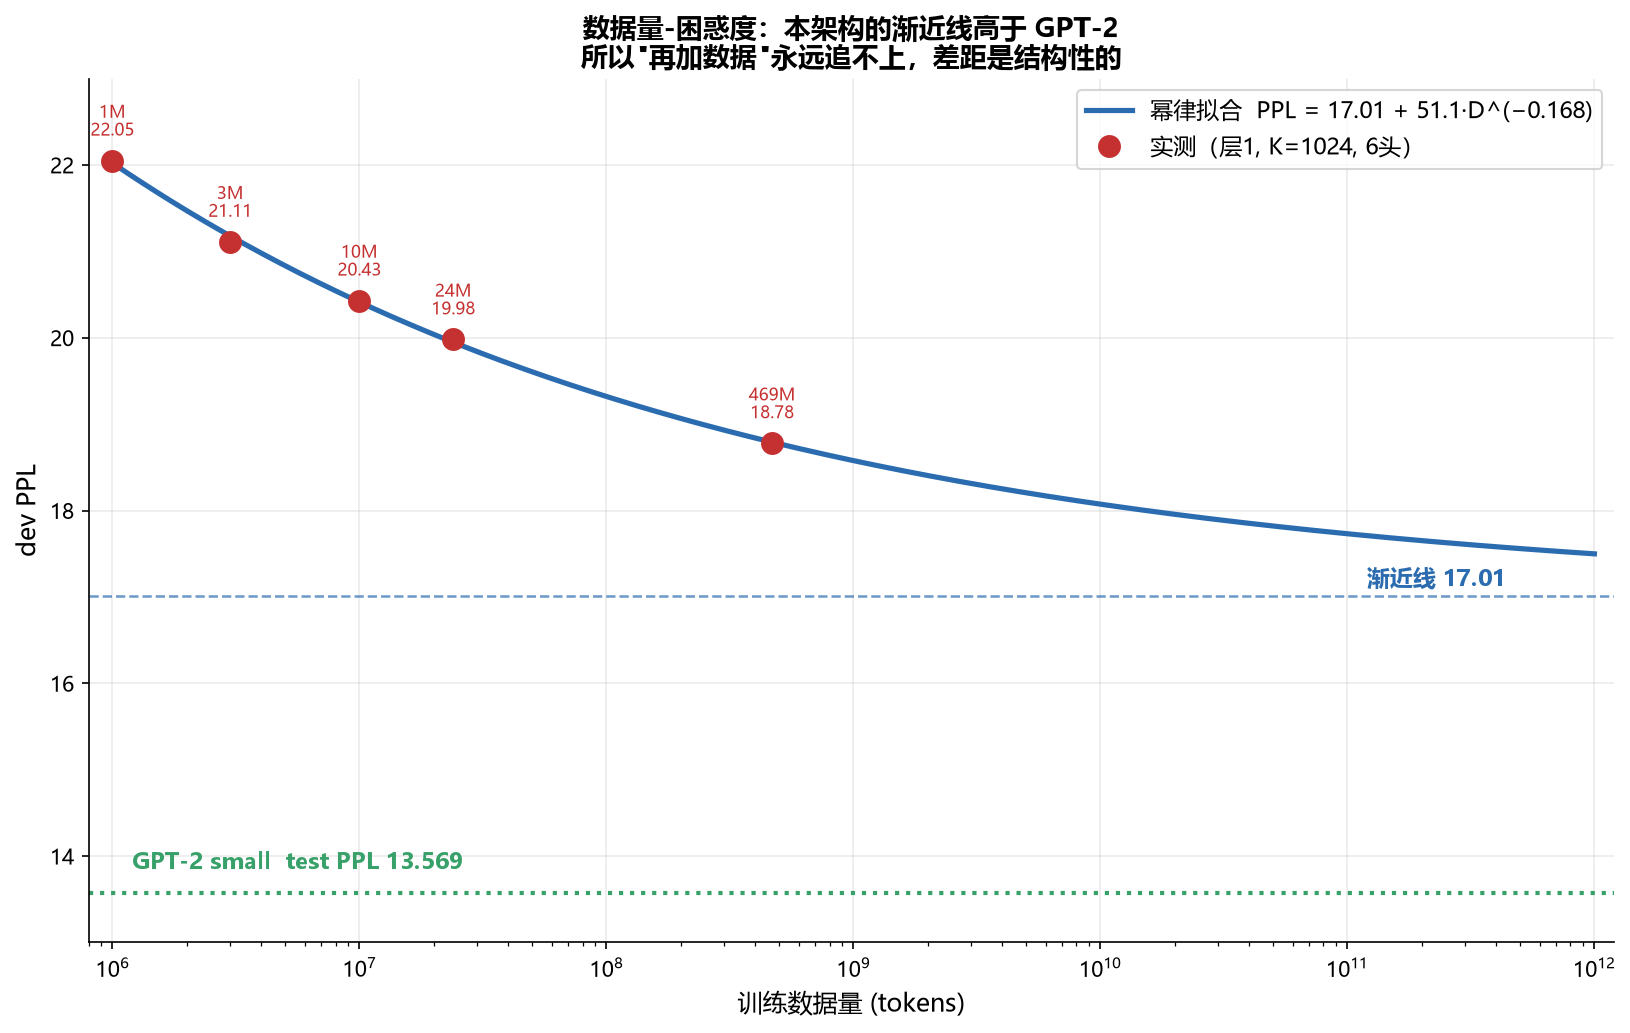 数据量-困惑度：本架构的渐近线高于 GPT-2
所以"再加数据"永远追不上，差距是结构性的
幂律拟合 PPL = 17.01 + 51.1·D^(−0.168)
实测（层1, K=1024, 6头）
1M
22.05
3M
21.11
10M
20.43
24M
19.98
469M
18.78
渐近线 17.01
GPT-2 small test PPL 13.569
dev PPL
22
20
18
16
14
10⁶
10⁷
10⁸
10⁹
10¹⁰
10¹¹
10¹²
训练数据量 (tokens)